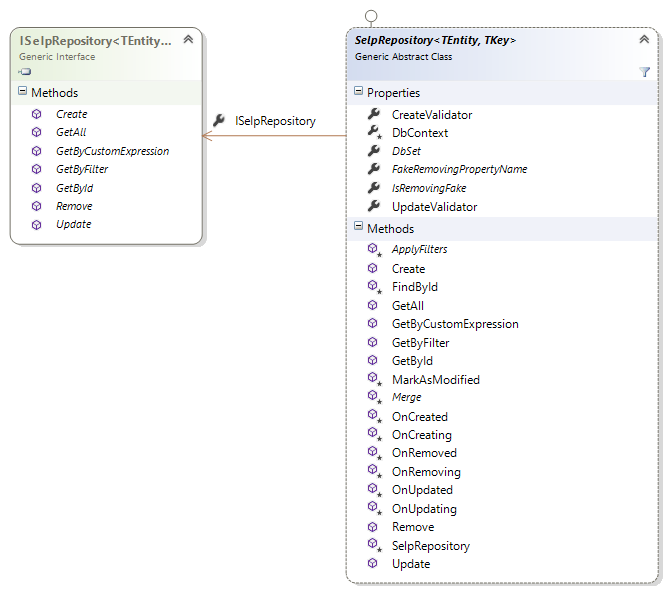 ISelpRepository<TEntity...
Generic Interface
Methods
Create
GetAll
GetByCustomExpression
GetByFilter
GetById
Remove
Update
ISelpRepository
SelpRepository<TEntity, TKey>
Generic Abstract Class
Properties
CreateValidator
DbContext
DbSet
FakeRemovingPropertyName
IsRemovingFake
UpdateValidator
Methods
ApplyFilters
Create
FindById
GetAll
GetByCustomExpression
GetByFilter
GetById
MarkAsModified
Merge
OnCreated
OnCreating
OnRemoved
OnRemoving
OnUpdated
OnUpdating
Remove
SelpRepository
Update